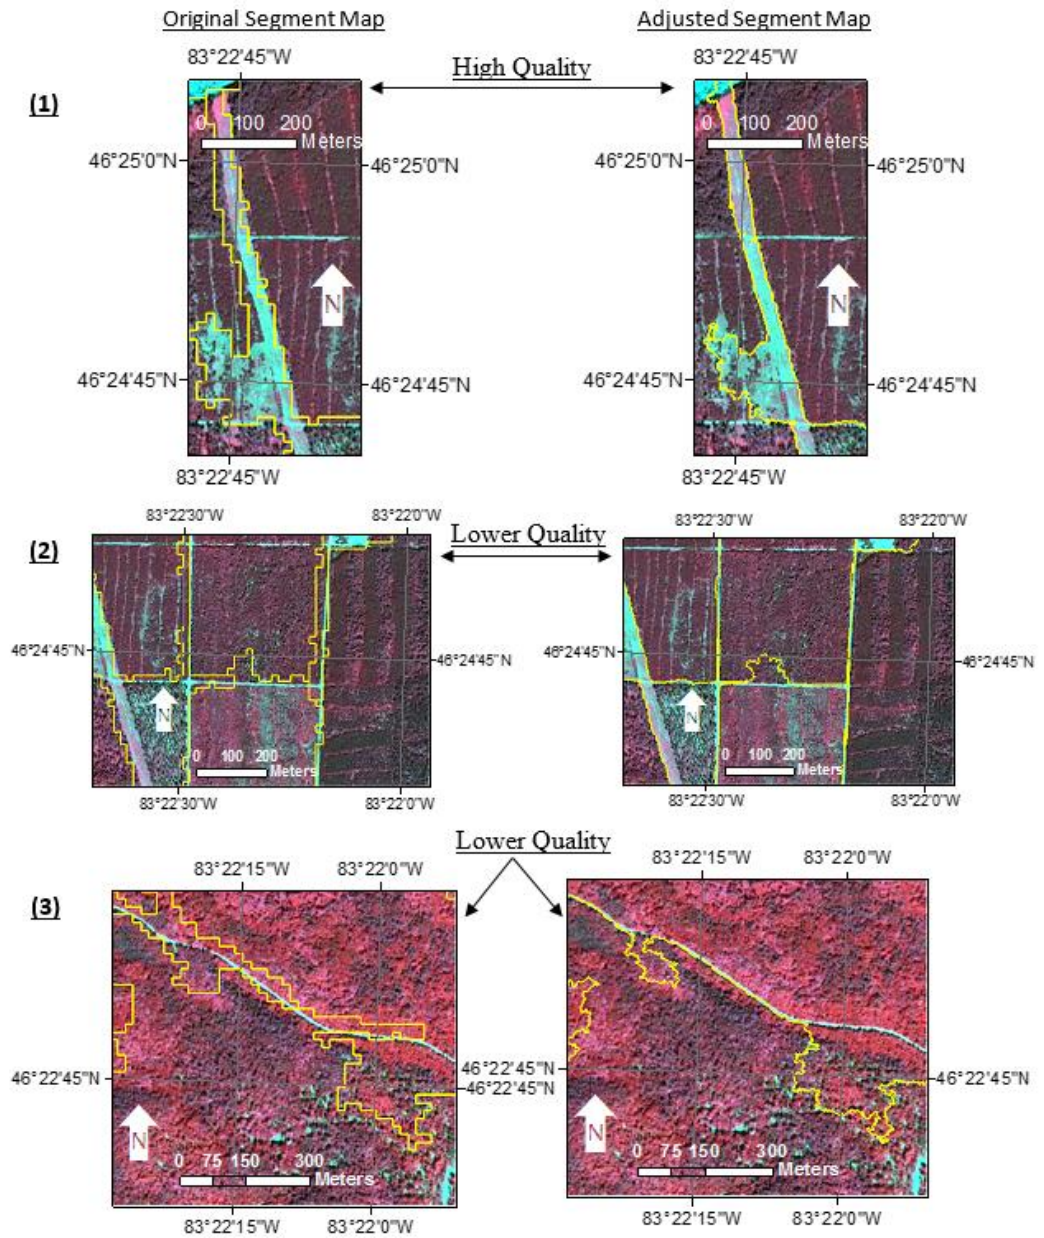 Original Segment Map
Adjusted Segment Map
83°22'45"W
High Quality
83°22'45"W
(1)
0 100 200
Meters
0 100 200
Meters
46°25'0"N
46°25'0"N
46°25'0"N
46°25'0"N
N
N
46°24'45"N
46°24'45"N
46°24'45"N
46°24'45"N
83°22'45"W
83°22'45"W
83°22'30"W
83°22'0"W
Lower Quality
83°22'30"W
83°22'0"W
(2)
46°24'45"N
46°24'45"N
46°24'45"N
46°24'45"N
N
N
0 100 200
Meters
0 100 200
Meters
83°22'30"W
83°22'0"W
83°22'30"W
83°22'0"W
Lower Quality
83°22'15"W
83°22'0"W
83°22'15"W
83°22'0"W
(3)
46°22'45"N
46°22'45"N
46°22'45"N
46°22'45"N
N
N
0 75 150 300
Meters
0 75 150 300
Meters
83°22'15"W
83°22'0"W
83°22'15"W
83°22'0"W